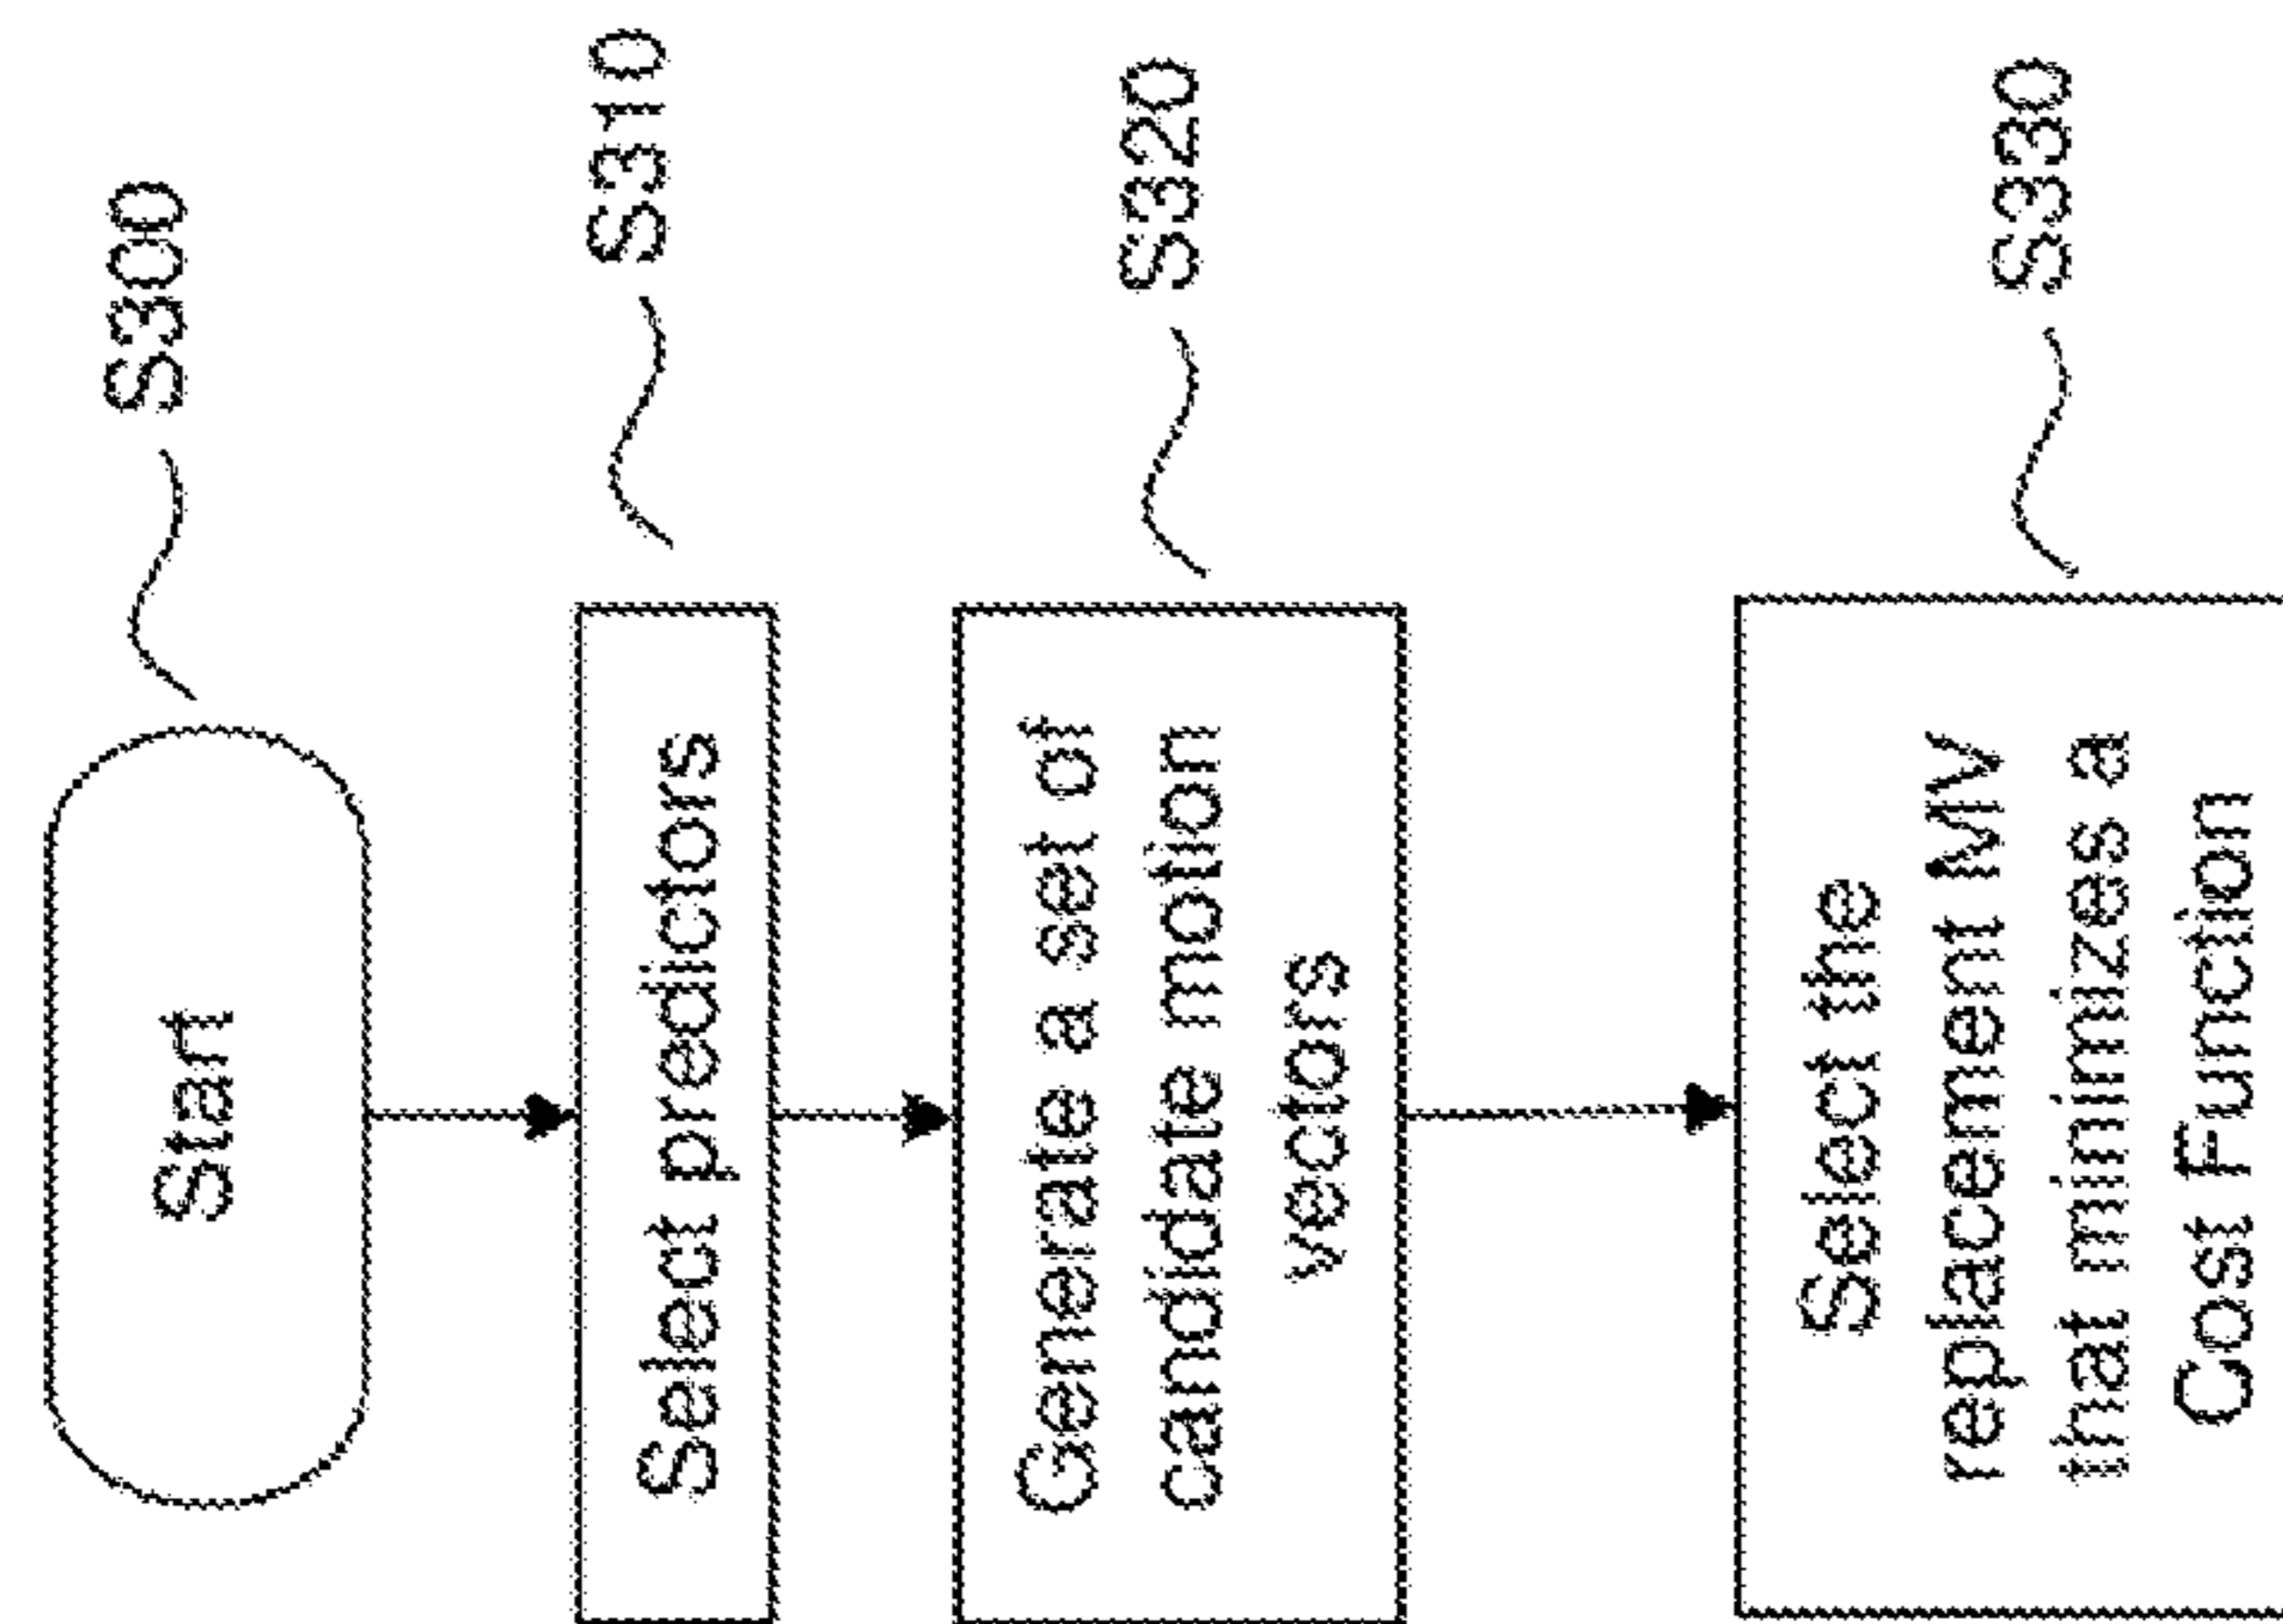 Start
S300
Select predictors
S310
Generate a set of
candidate motion
vectors
S320
Select the
replacement MV
that minimizes a
Cost Function
S330